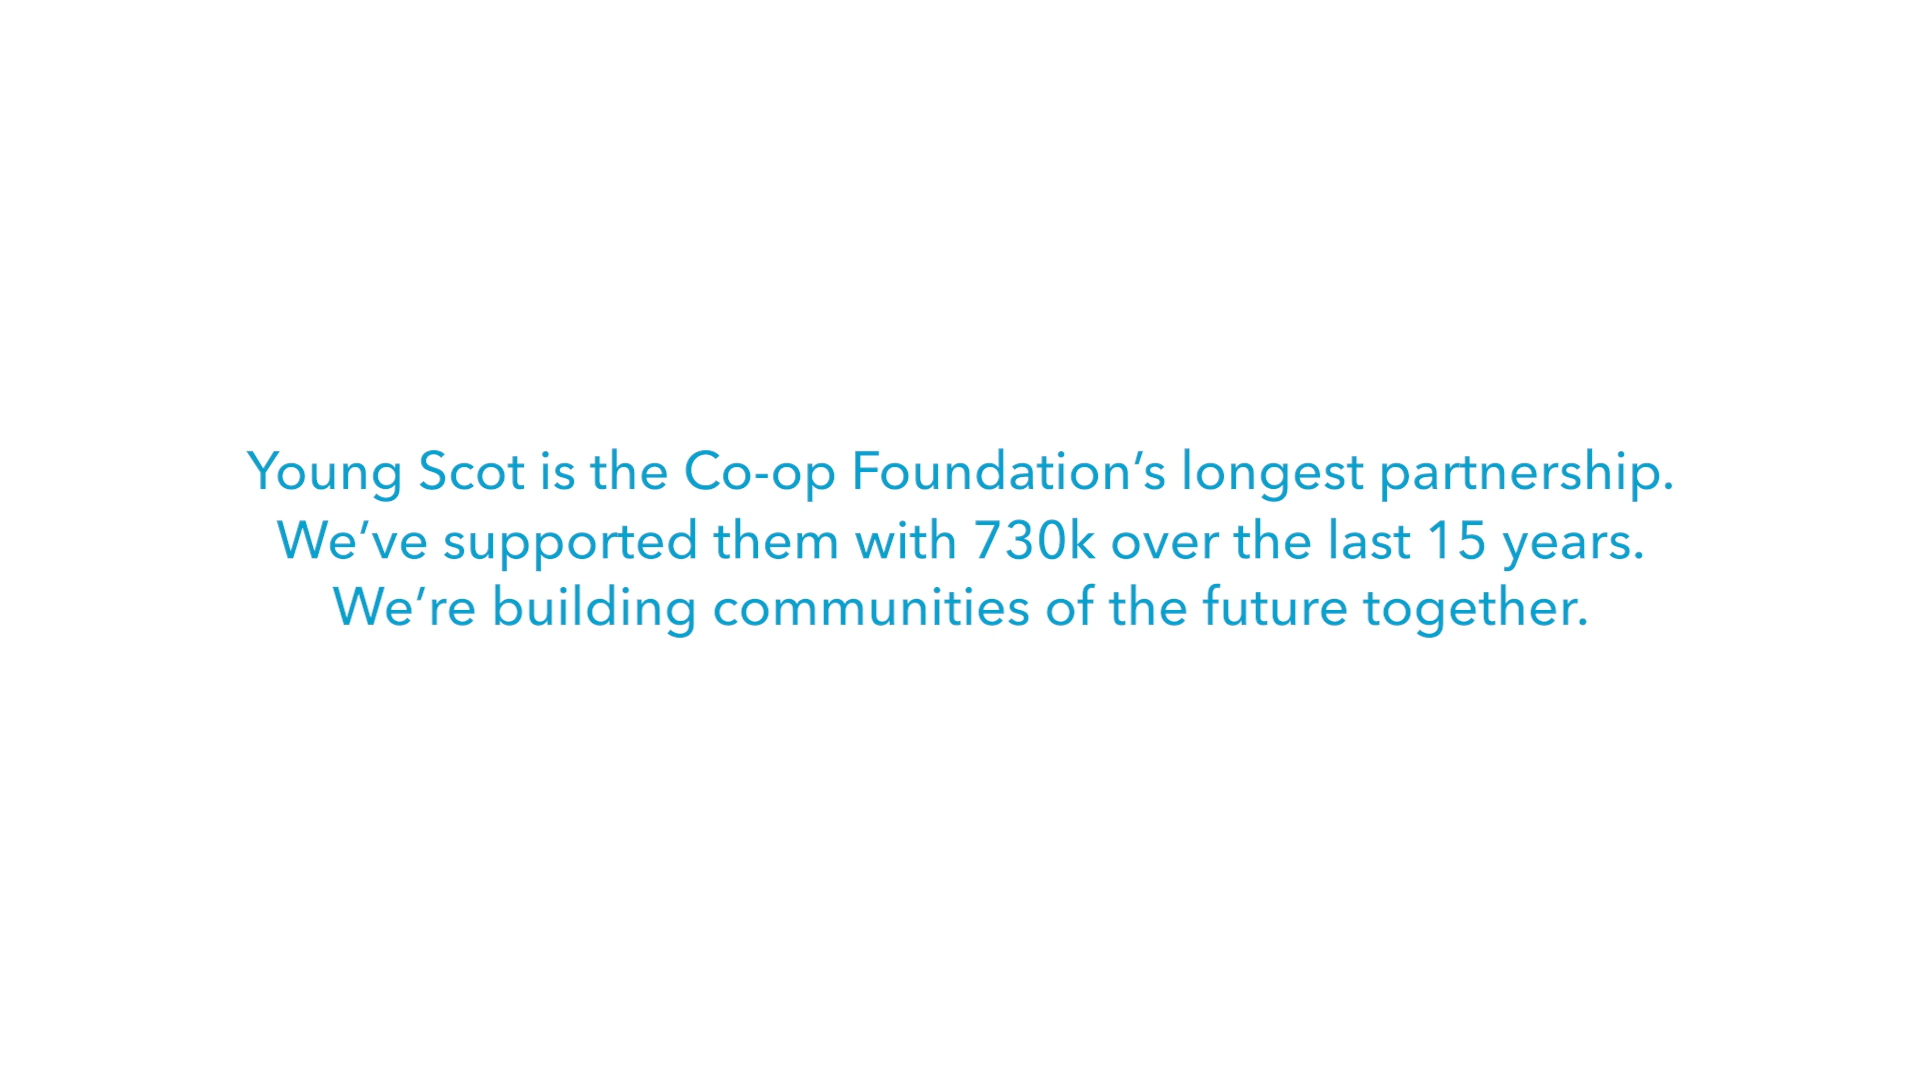 Young Scot is the Co-op Foundation’s longest partnership.
We‘ve supported them with 730k over the last 15 years.
We’re building communities of the future together.